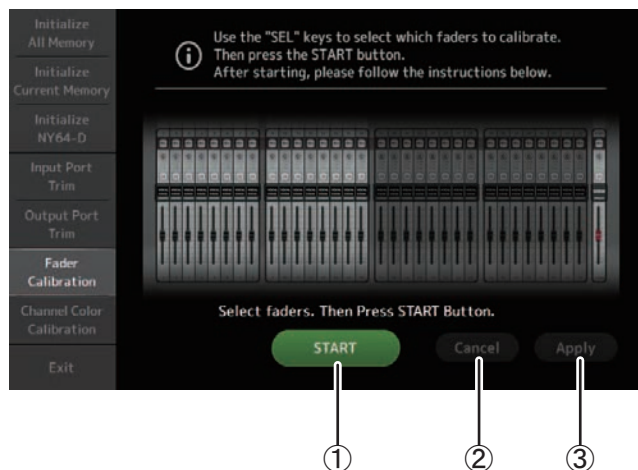 Initialize
All Memory
Initialize
Current Memory
Initialize
NY64-D
Input Port
Trim
Output Port
Trim
Fader
Calibration
Channel Color
Calibration
Exit
Use the "SEL" keys to select which faders to calibrate.
Then press the START button.
After starting, please follow the instructions below.
Select faders. Then Press START Button.
START
Cancel
Apply
①
②
③